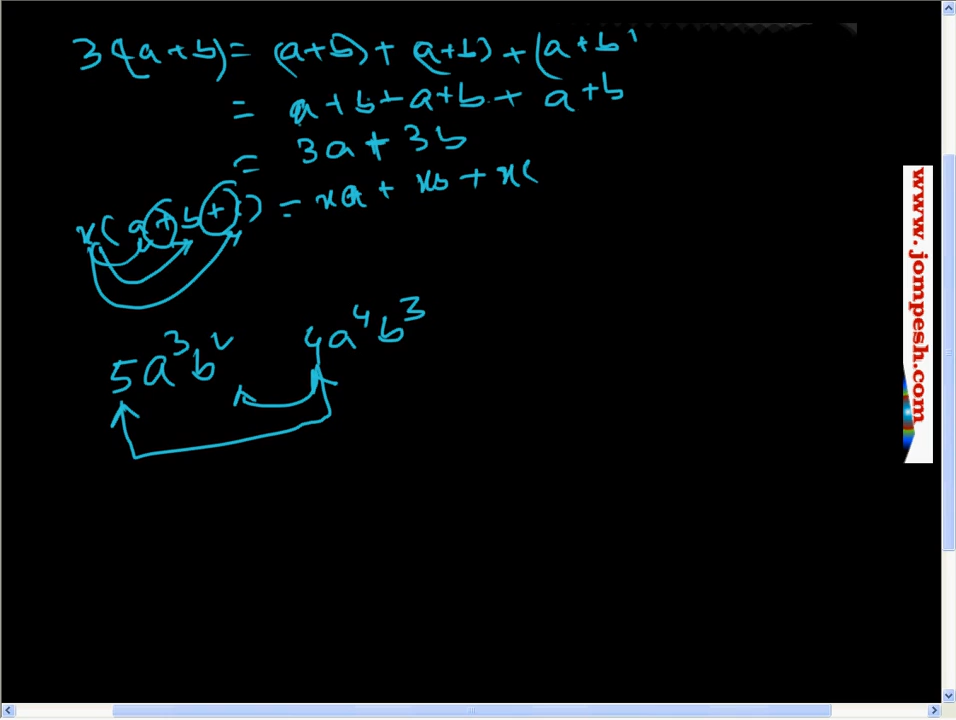 3(a+b) = (a+b) + (a+b) + (a+b)
= a+b+a+b+ a+b
= 3a + 3b
x(a+b+c) = xa + xb + xc
5a³b² 4a⁴b³
www.jompesh.com